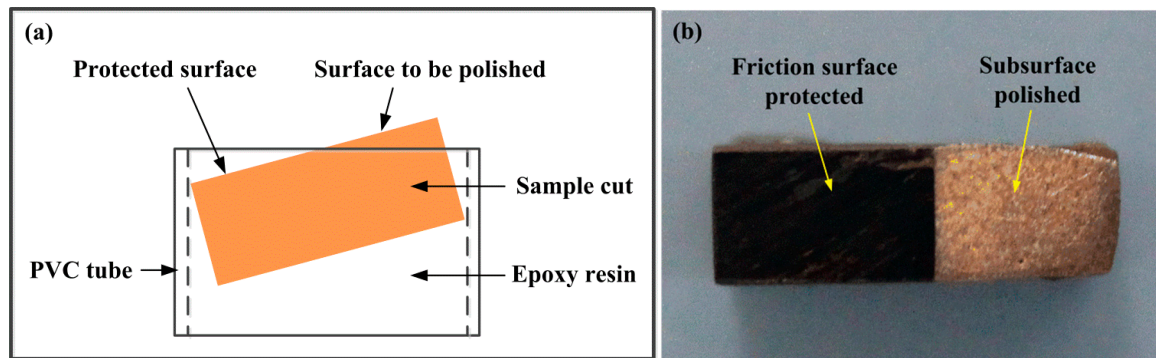 (a)
Protected surface
Surface to be polished
Sample cut
PVC tube
Epoxy resin
(b)
Friction surface
protected
Subsurface
polished